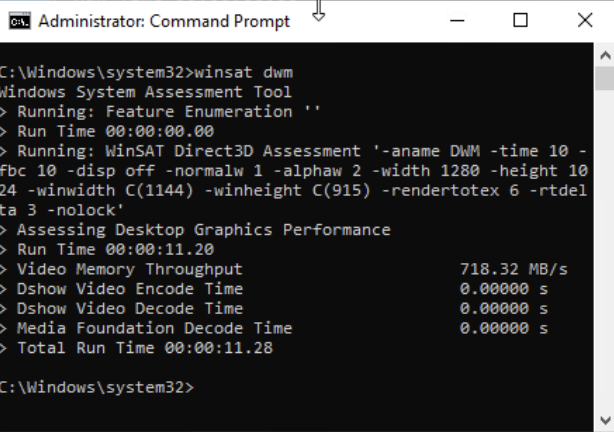 Administrator: Command Prompt
C:\Windows\system32>winsat dwm
Windows System Assessment Tool
> Running: Feature Enumeration ''
> Run Time 00:00:00.00
> Running: WinSAT Direct3D Assessment '-aname DWM -time 10 -
fbc 10 -disp off -normalw 1 -alphaw 2 -width 1280 -height 10
24 -winwidth C(1144) -winheight C(915) -rendertotex 6 -rtdel
ta 3 -nolock'
> Assessing Desktop Graphics Performance
> Run Time 00:00:11.20
> Video Memory Throughput 718.32 MB/s
> Dshow Video Encode Time 0.00000 s
> Dshow Video Decode Time 0.00000 s
> Media Foundation Decode Time 0.00000 s
> Total Run Time 00:00:11.28
C:\Windows\system32>